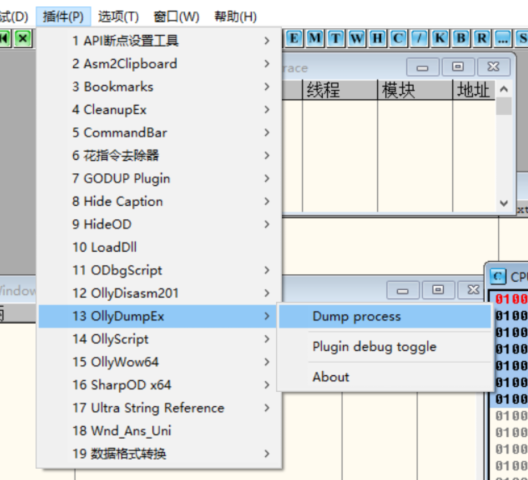 试(D) 插件(P) 选项(T) 窗口(W) 帮助(H)
E M T W H C / K B R ... S
race
线程 模块 地址
1 API断点设置工具
2 Asm2Clipboard
3 Bookmarks
4 CleanupEx
5 CommandBar
6 花指令去除器
7 GODUP Plugin
8 Hide Caption
9 HideOD
10 LoadDll
11 ODbgScript
12 OllyDisasm201
13 OllyDumpEx
14 OllyScript
15 OllyWow64
16 SharpOD x64
17 Ultra String Reference
18 Wnd_Ans_Uni
19 数据格式转换
Dump process
Plugin debug toggle
About
Window
CPU
0100
0100
0100
0100
0100
0100
0100
0100
0100
0100
0100